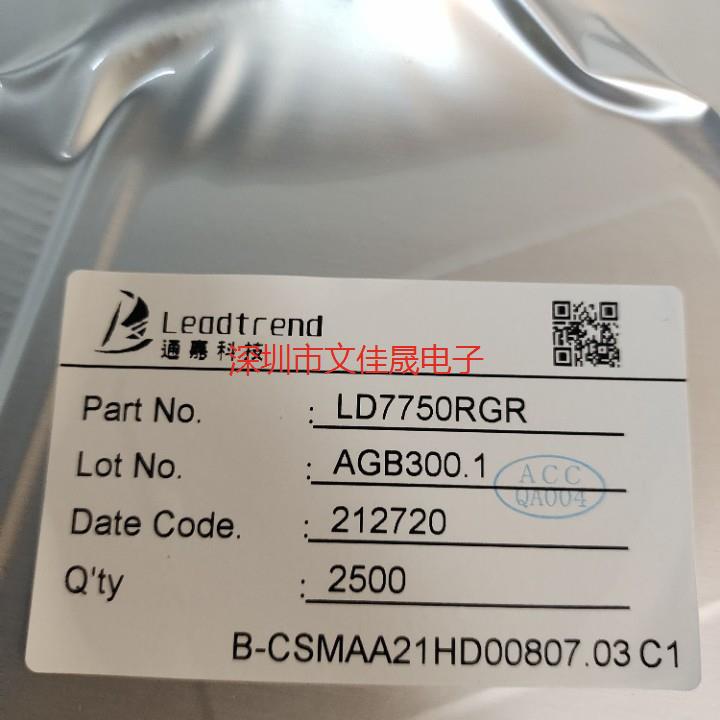 Leadtrend
通嘉科技
深圳市文佳晟电子
Part No. : LD7750RGR
Lot No. : AGB300.1
ACC
QA004
Date Code. : 212720
Q'ty : 2500
B-CSMAA21HD00807.03 C1